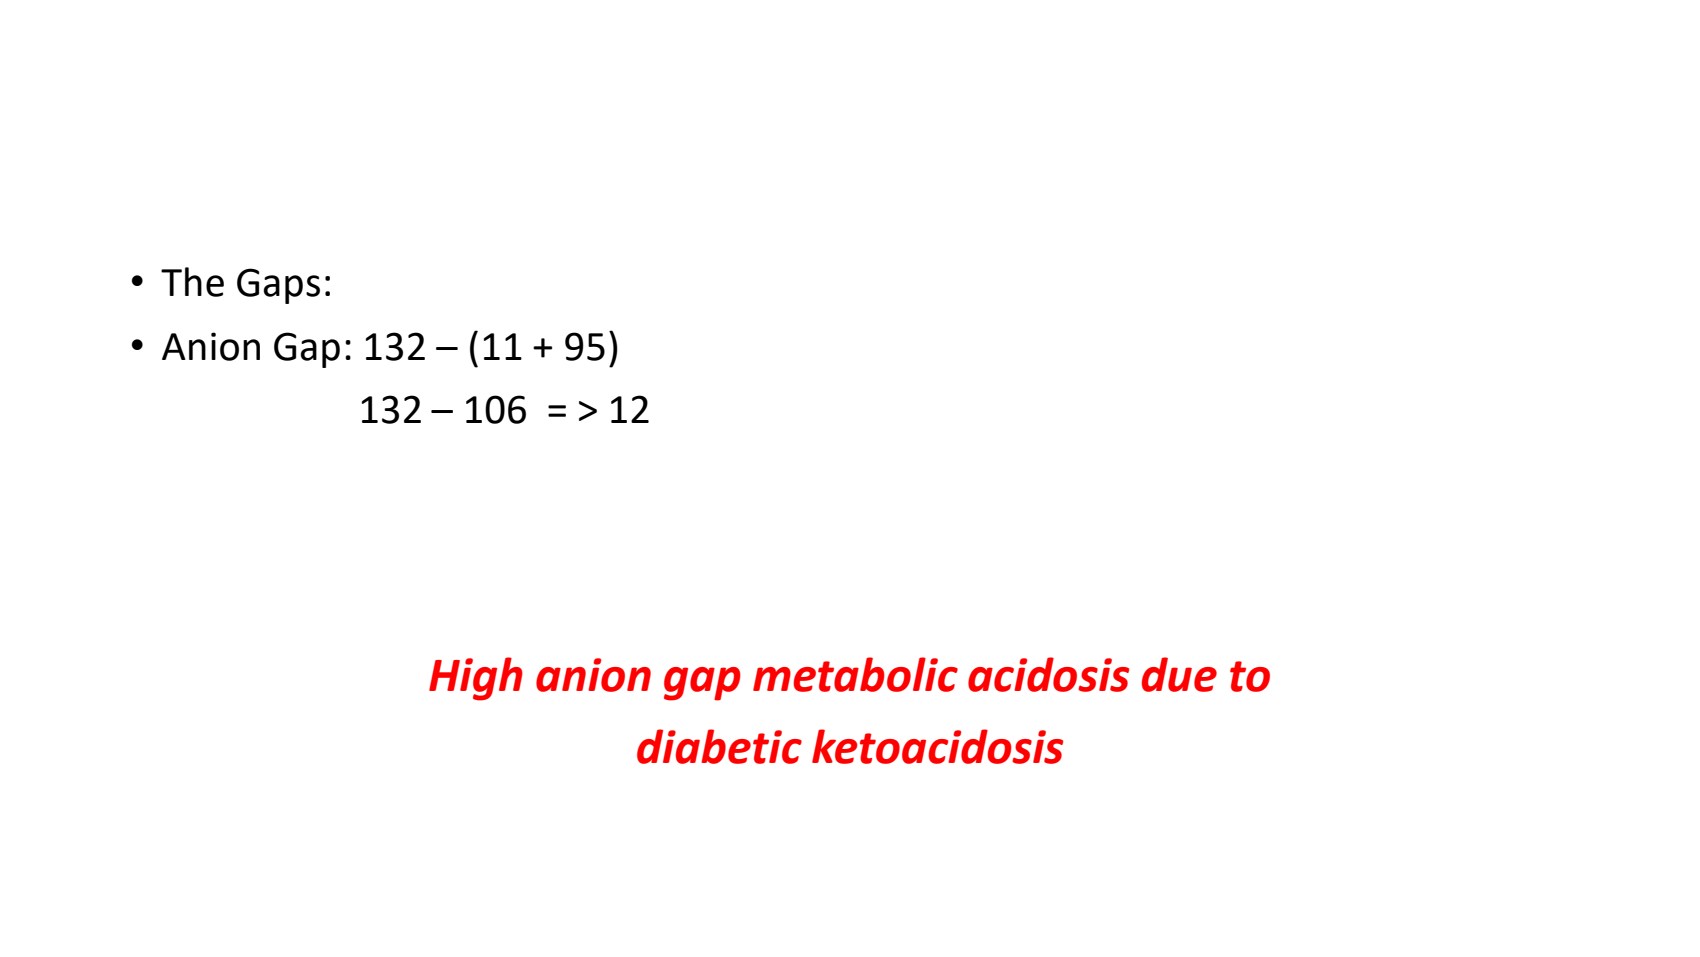 • The Gaps:
• Anion Gap: 132 – (11 + 95)
132 – 106 = > 12
High anion gap metabolic acidosis due to
diabetic ketoacidosis